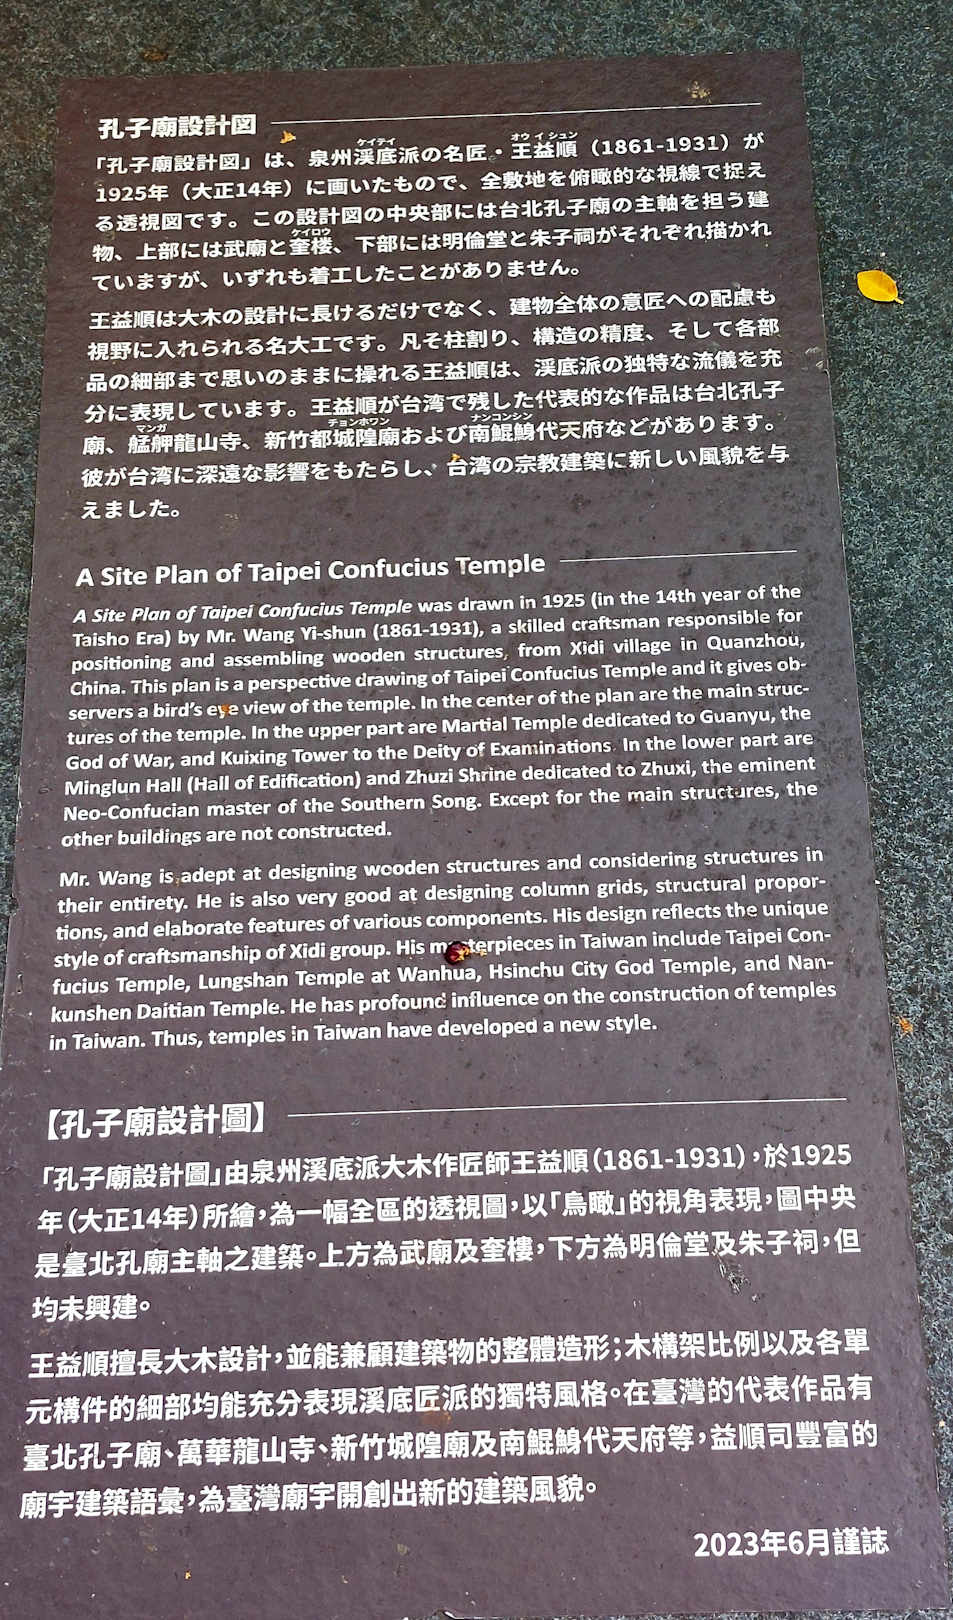 孔子廟設計図
「孔子廟設計図」は、泉州渓底派の名匠・王益順（1861-1931）が
ケイテイ
オウ イ シュン
1925年（大正14年）に画いたもので、全敷地を俯瞰的な視線で捉え
る透視図です。この設計図の中央部には台北孔子廟の主軸を担う建
物、上部には武廟と奎楼、下部には明倫堂と朱子祠がそれぞれ描かれ
ケイロウ
ていますが、いずれも着工したことがありません。
王益順は大木の設計に長けるだけでなく、建物全体の意匠への配慮も
視野に入れられる名大工です。凡そ柱割り、構造の精度、そして各部
品の細部まで思いのままに操れる王益順は、渓底派の独特な流儀を充
分に表現しています。王益順が台湾で残した代表的な作品は台北孔子
廟、艋舺龍山寺、新竹都城隍廟および南鯤鯓代天府などがあります。
マンガ
チョンホワン
ナンコンシン
彼が台湾に深遠な影響をもたらし、台湾の宗教建築に新しい風貌を与
えました。
A Site Plan of Taipei Confucius Temple
A Site Plan of Taipei Confucius Temple was drawn in 1925 (in the 14th year of the
Taisho Era) by Mr. Wang Yi-shun (1861-1931), a skilled craftsman responsible for
positioning and assembling wooden structures, from Xidi village in Quanzhou,
China. This plan is a perspective drawing of Taipei Confucius Temple and it gives ob-
servers a bird's eye view of the temple. In the center of the plan are the main struc-
tures of the temple. In the upper part are Martial Temple dedicated to Guanyu, the
God of War, and Kuixing Tower to the Deity of Examinations. In the lower part are
Minglun Hall (Hall of Edification) and Zhuzi Shrine dedicated to Zhuxi, the eminent
Neo-Confucian master of the Southern Song. Except for the main structures, the
other buildings are not constructed.
Mr. Wang is adept at designing wooden structures and considering structures in
their entirety. He is also very good at designing column grids, structural propor-
tions, and elaborate features of various components. His design reflects the unique
style of craftsmanship of Xidi group. His masterpieces in Taiwan include Taipei Con-
fucius Temple, Lungshan Temple at Wanhua, Hsinchu City God Temple, and Nan-
kunshen Daitian Temple. He has profound influence on the construction of temples
in Taiwan. Thus, temples in Taiwan have developed a new style.
【孔子廟設計圖】
「孔子廟設計圖」由泉州溪底派大木作匠師王益順（1861-1931），於1925
年（大正14年）所繪，為一幅全區的透視圖，以「鳥瞰」的視角表現，圖中央
是臺北孔廟主軸之建築。上方為武廟及奎樓，下方為明倫堂及朱子祠，但
均未興建。
王益順擅長大木設計，並能兼顧建築物的整體造形；木構架比例以及各單
元構件的細部均能充分表現溪底匠派的獨特風格。在臺灣的代表作品有
臺北孔子廟、萬華龍山寺、新竹城隍廟及南鯤鯓代天府等，益順司豐富的
廟宇建築語彙，為臺灣廟宇開創出新的建築風貌。
2023年6月謹誌